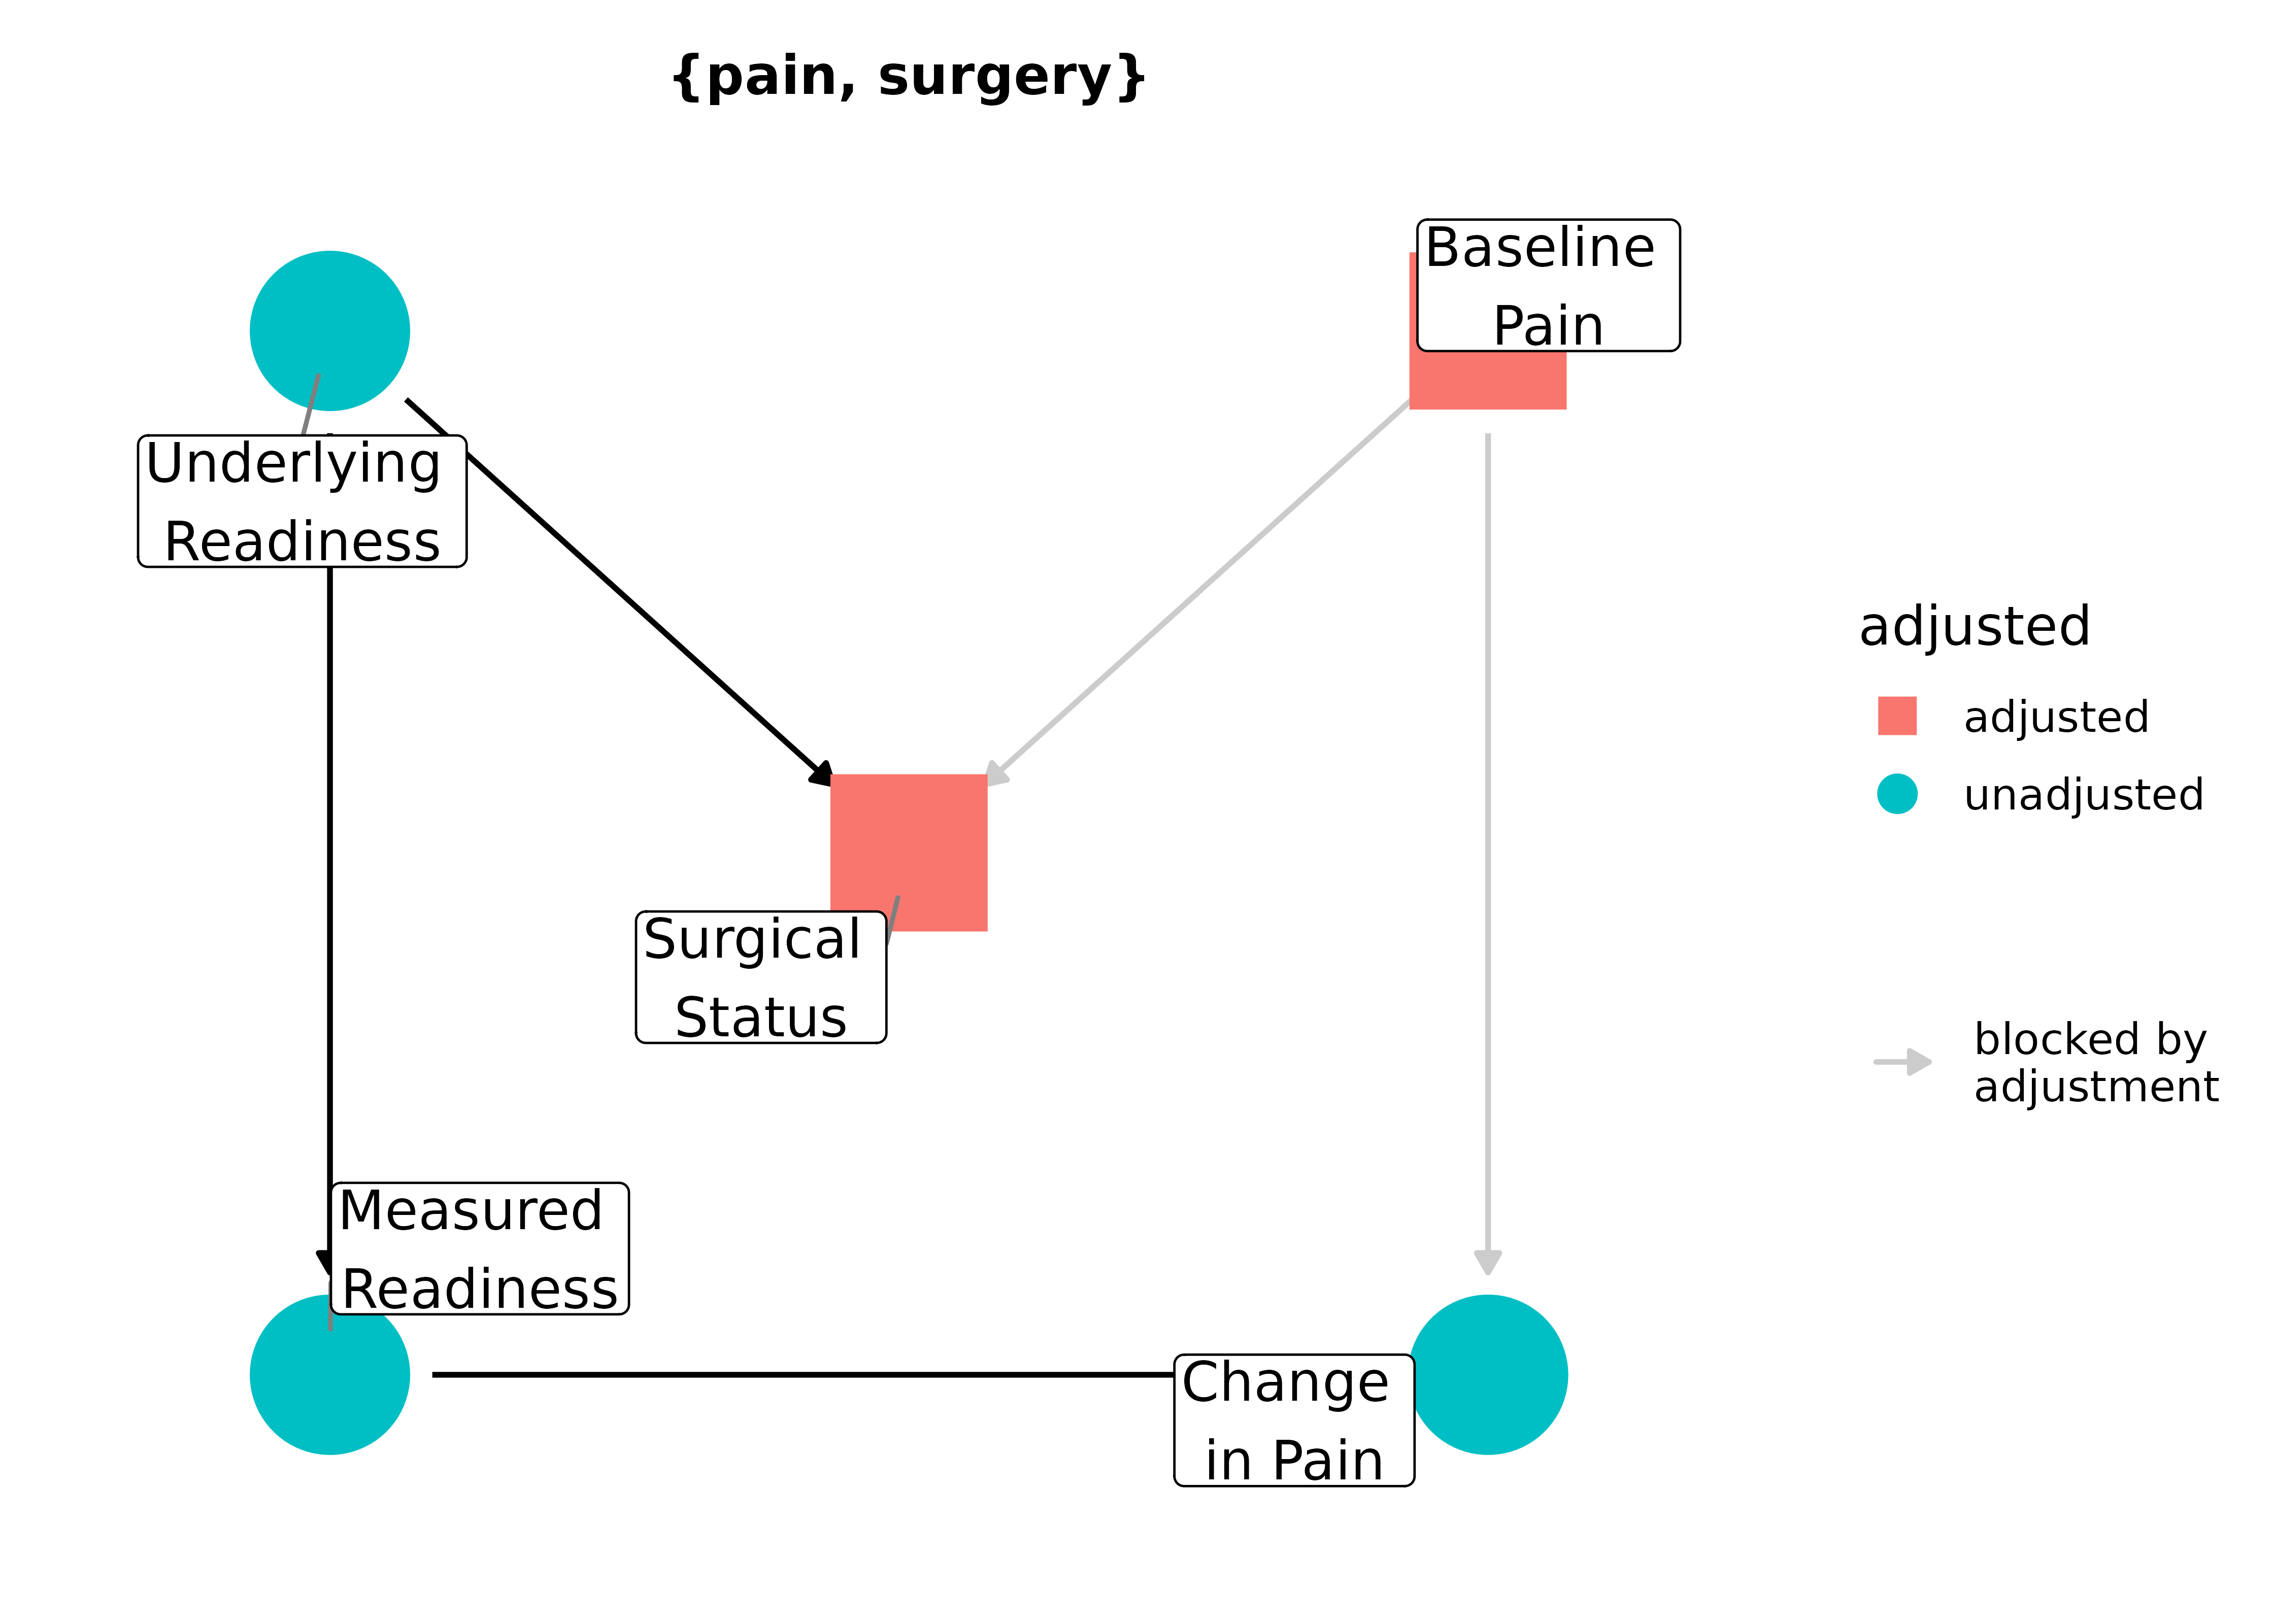 {pain, surgery}
Baseline
Pain
Underlying
Readiness
Surgical
Status
Measured
Readiness
Change
in Pain
adjusted
adjusted
unadjusted
blocked by
adjustment